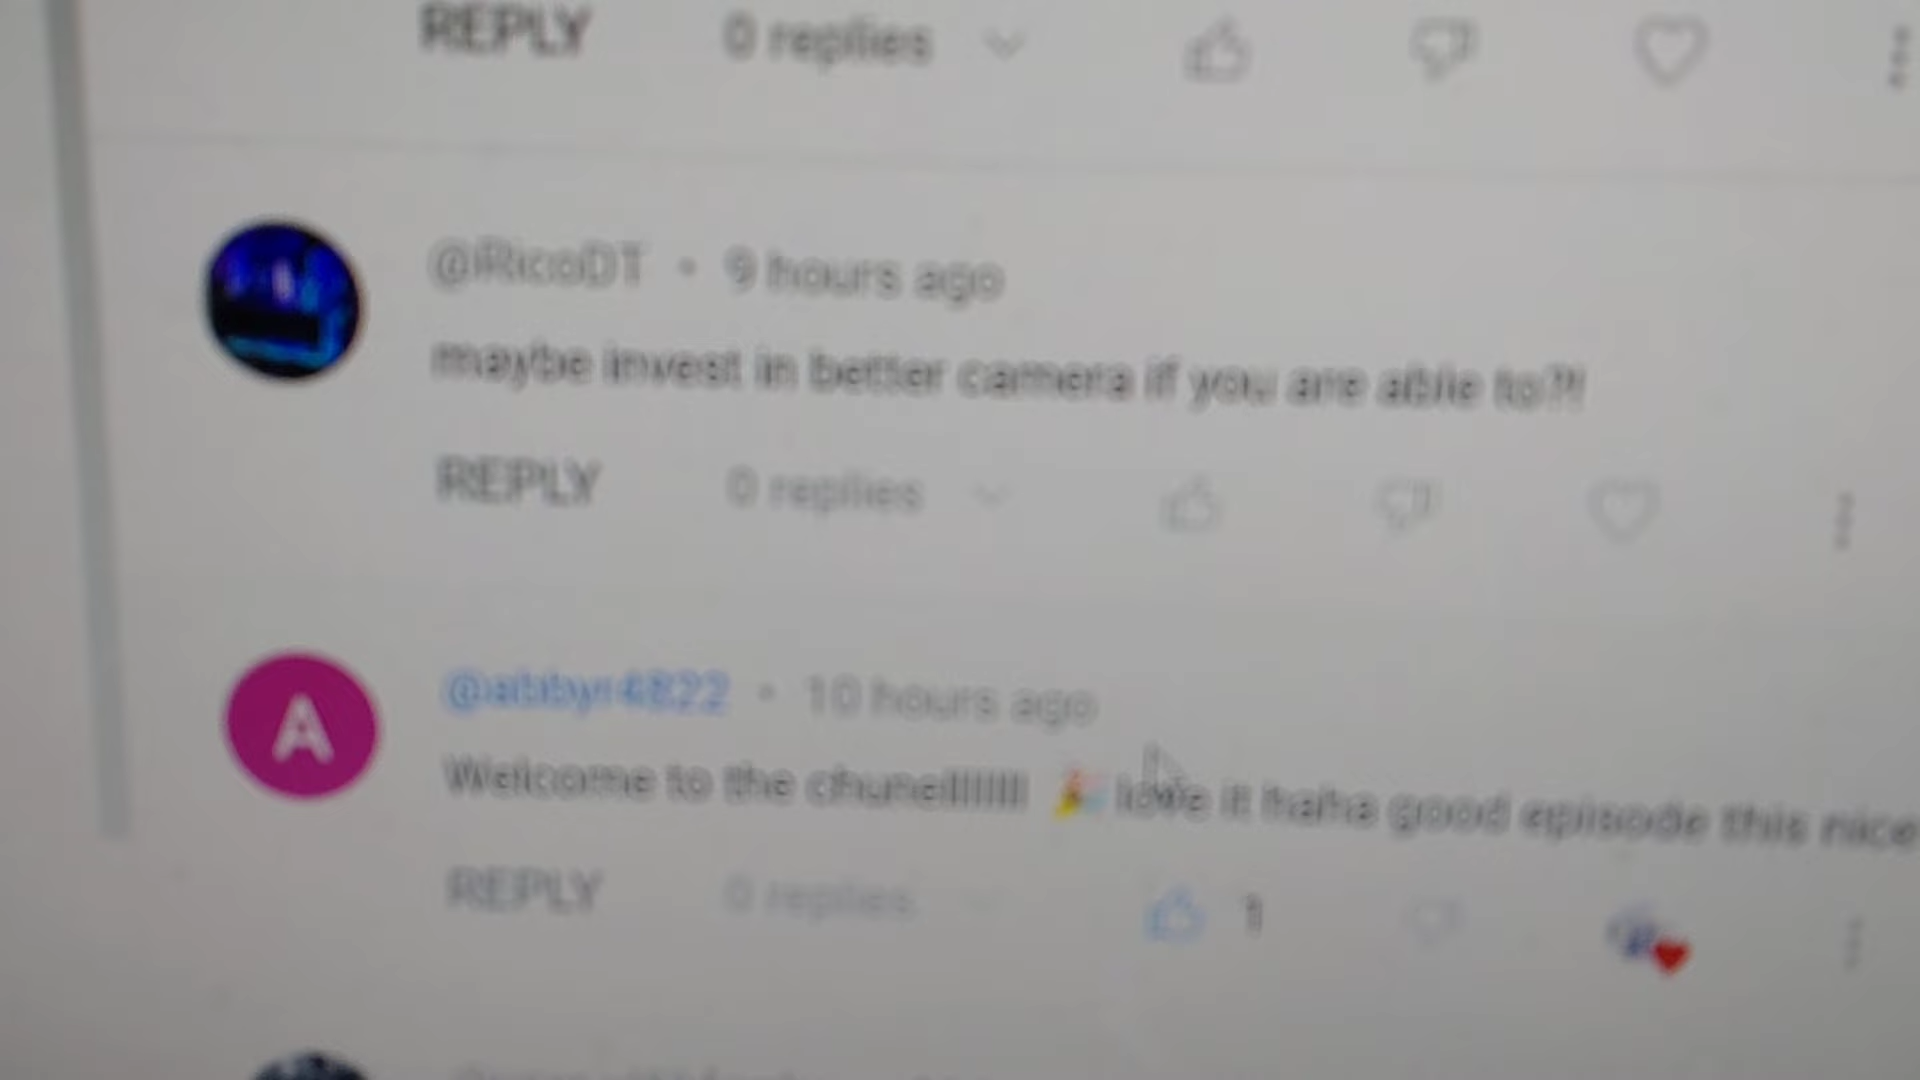 REPLY 0 replies
@iRicoDT • 9 hours ago
maybe invest in better camera if you are able to?!
REPLY 0 replies
A @abbyr4822 • 10 hours ago
Welcome to the chunellllllll 🎉 love it haha good episode this nice
REPLY 0 replies 1